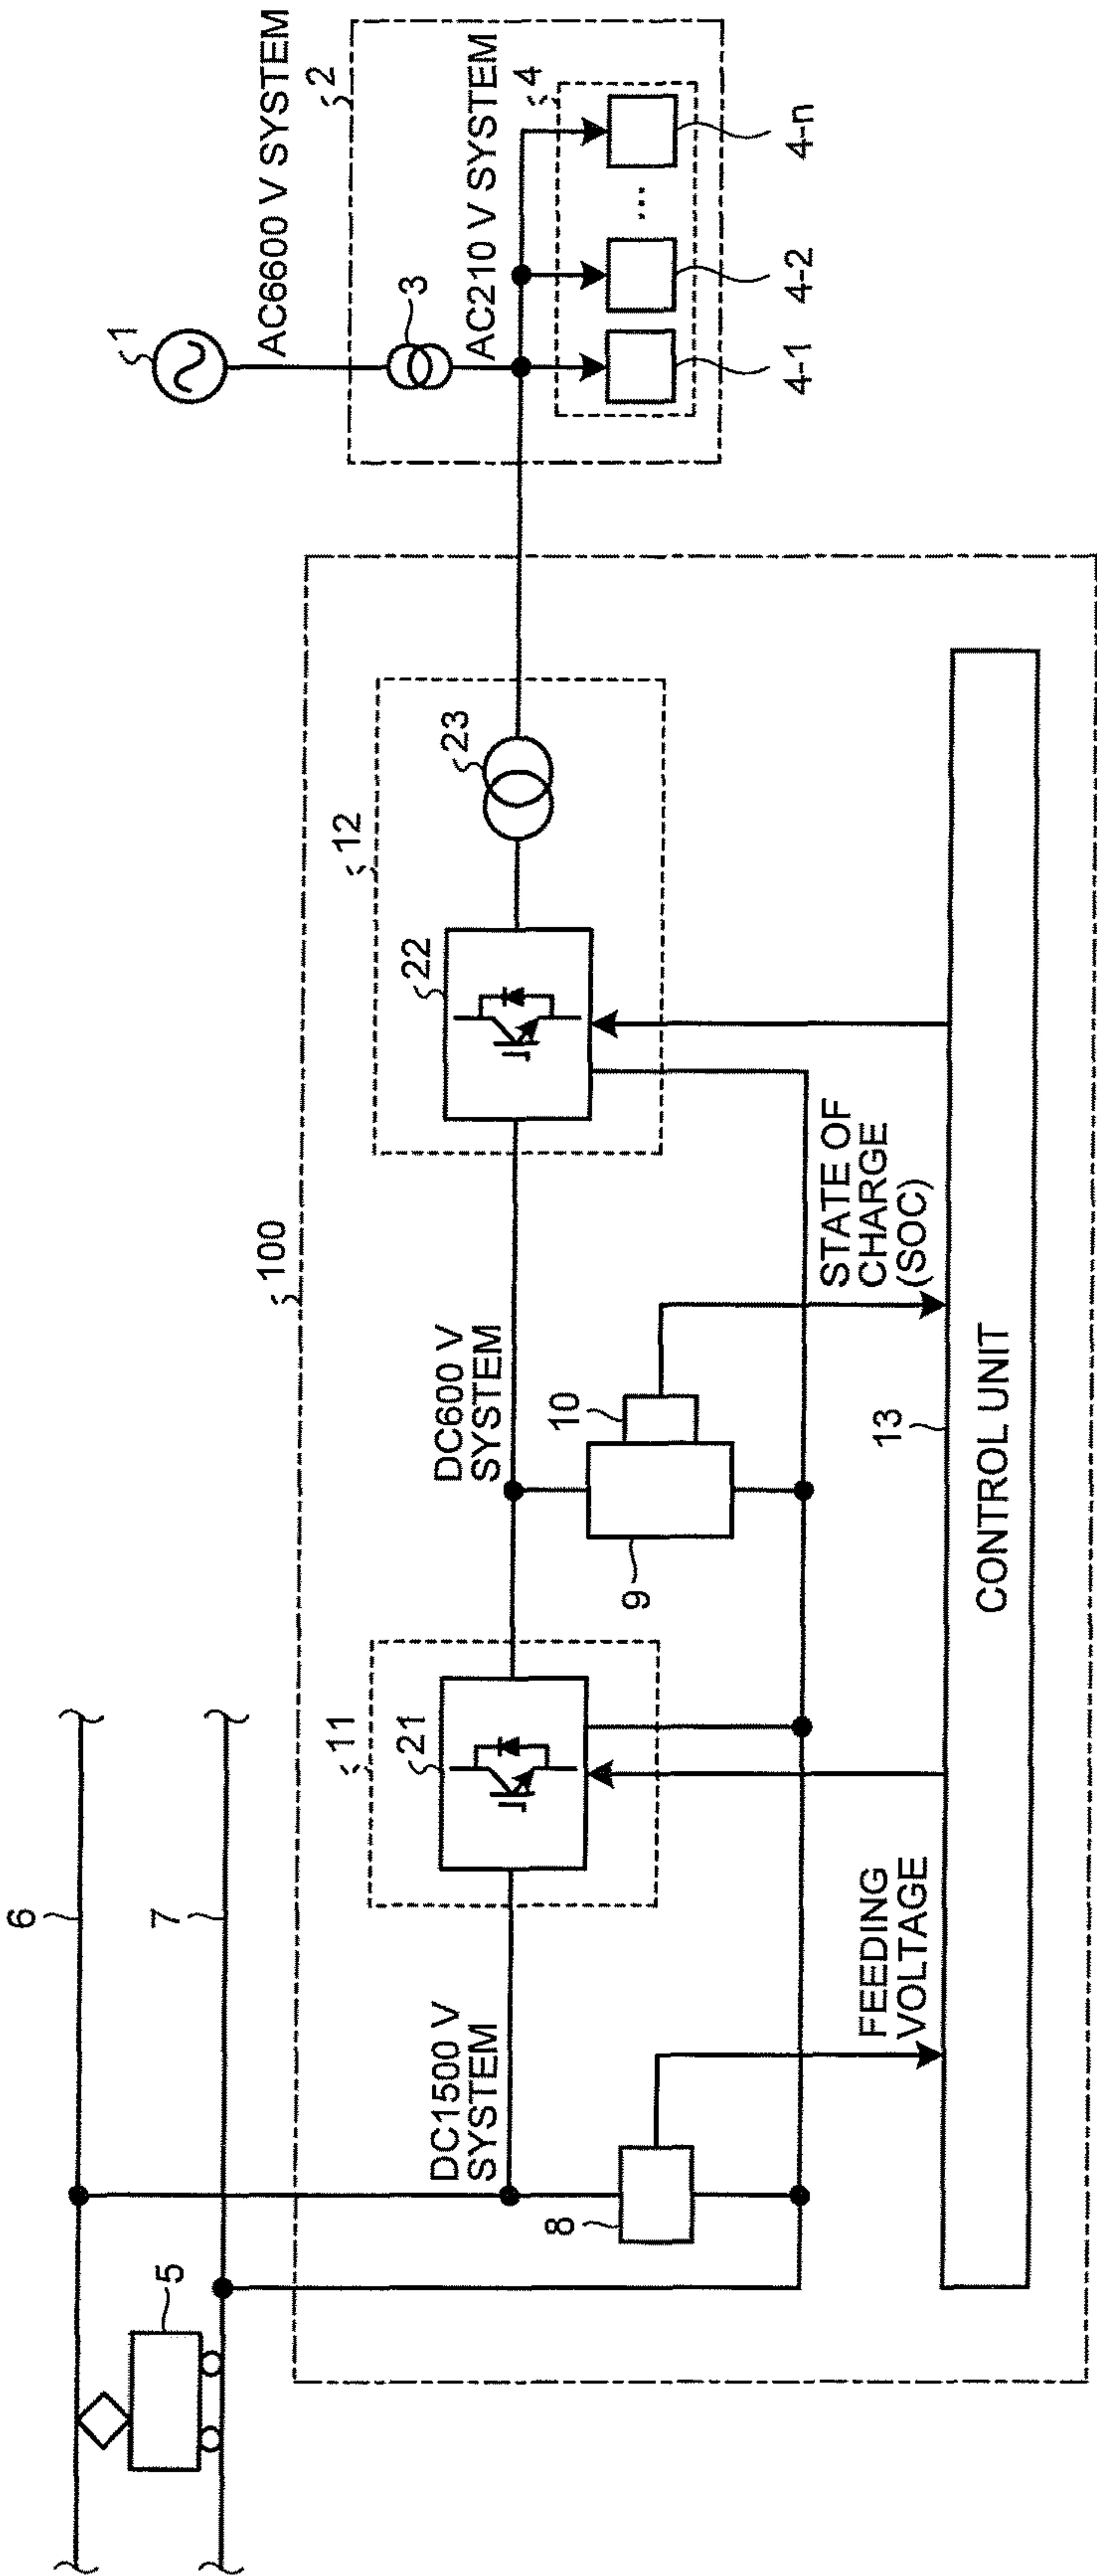 6
7
5
1
AC6600 V SYSTEM
2
3
AC210 V SYSTEM
4
4-1
4-2
...
4-n
100
DC1500 V
SYSTEM
11
21
DC600 V
SYSTEM
12
22
23
8
9
10
FEEDING
VOLTAGE
STATE OF
CHARGE
(SOC)
13
CONTROL UNIT